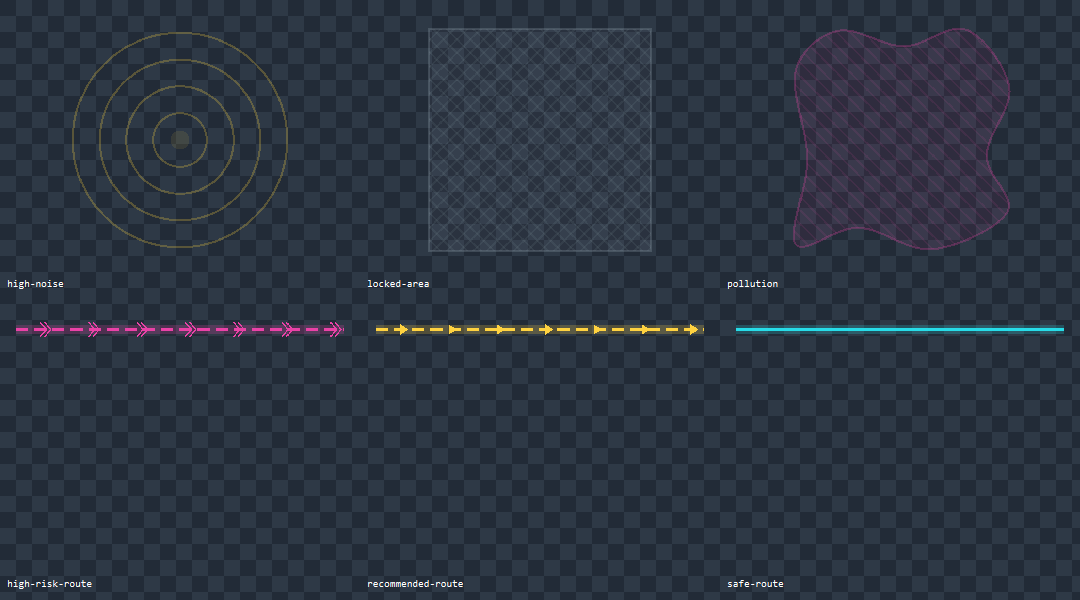 high-noise
locked-area
pollution
high-risk-route
recommended-route
safe-route